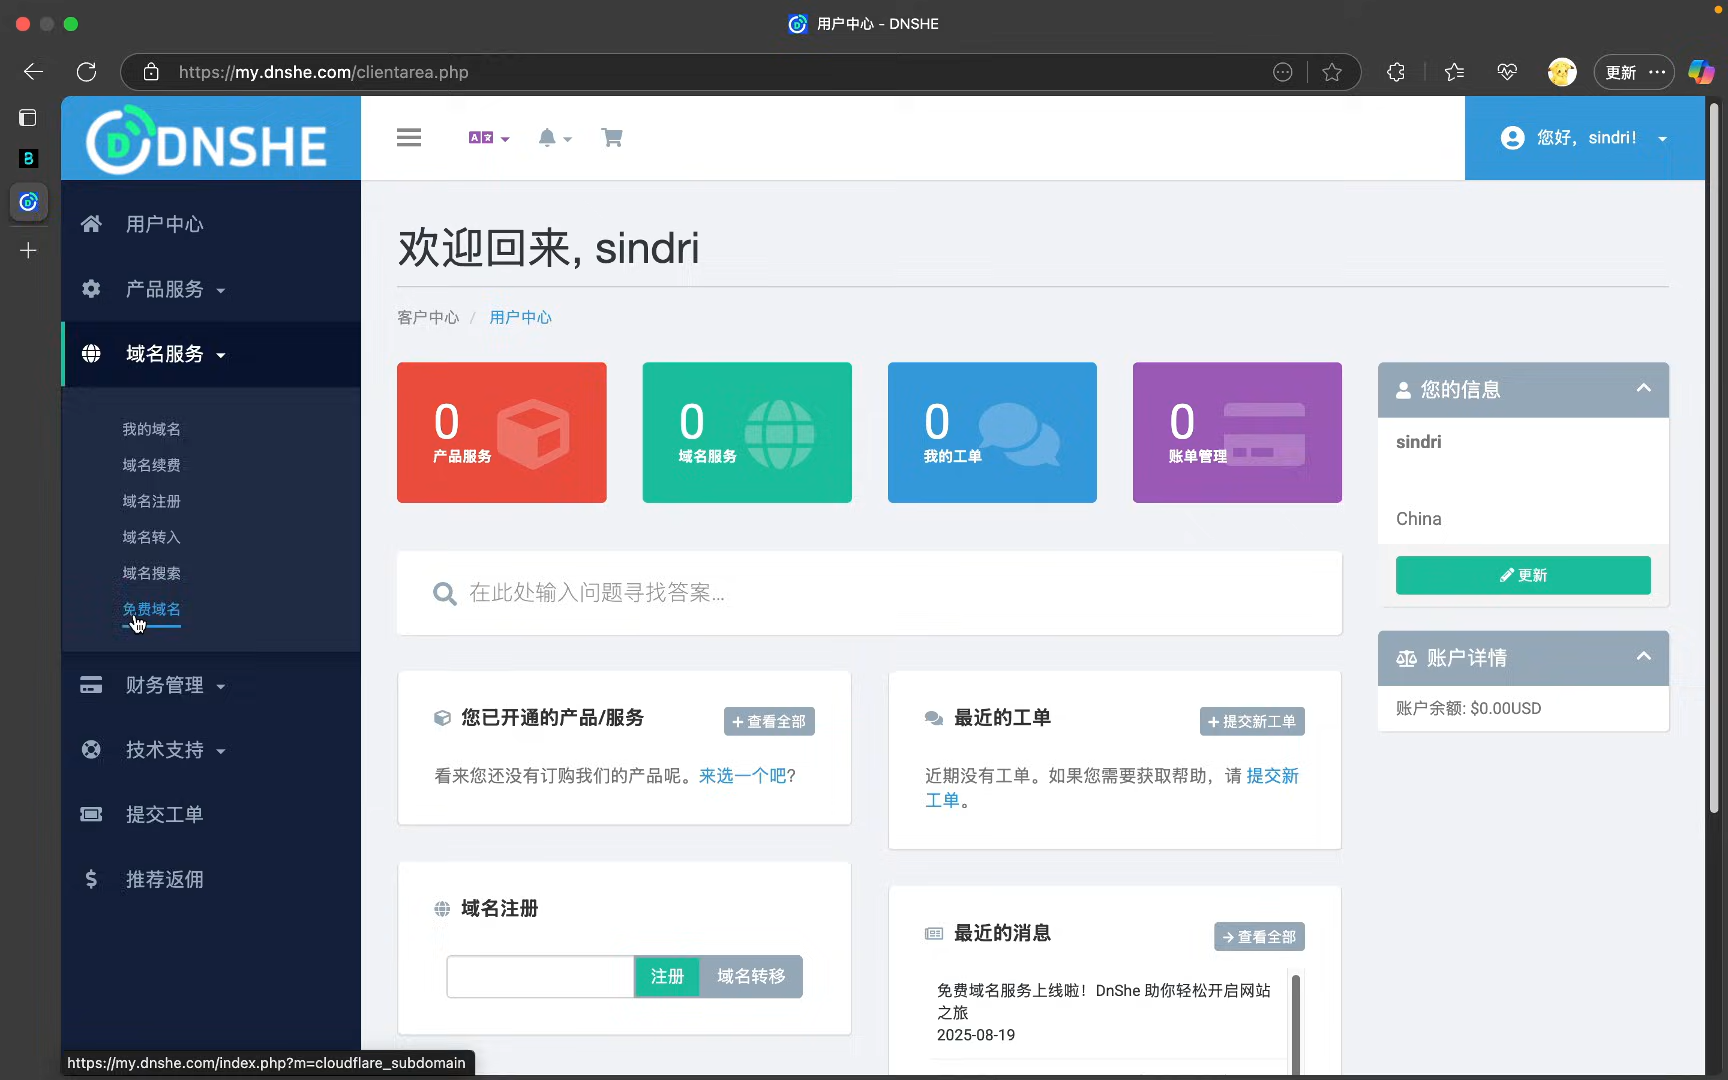 用户中心 - DNSHE
https://my.dnshe.com/clientarea.php
更新
DNSHE
您好，sindri！
用户中心
产品服务
域名服务
我的域名
域名续费
域名注册
域名转入
域名搜索
免费域名
财务管理
技术支持
提交工单
推荐返佣
欢迎回来, sindri
客户中心 / 用户中心
0
产品服务
0
域名服务
0
我的工单
0
账单管理
在此处输入问题寻找答案...
您已开通的产品/服务
+ 查看全部
看来您还没有订购我们的产品呢。来选一个吧?
最近的工单
+ 提交新工单
近期没有工单。如果您需要获取帮助，请 提交新
工单。
域名注册
注册
域名转移
最近的消息
查看全部
免费域名服务上线啦！DnShe 助你轻松开启网站
之旅
2025-08-19
您的信息
sindri
China
更新
账户详情
账户余额: $0.00USD
https://my.dnshe.com/index.php?m=cloudflare_subdomain